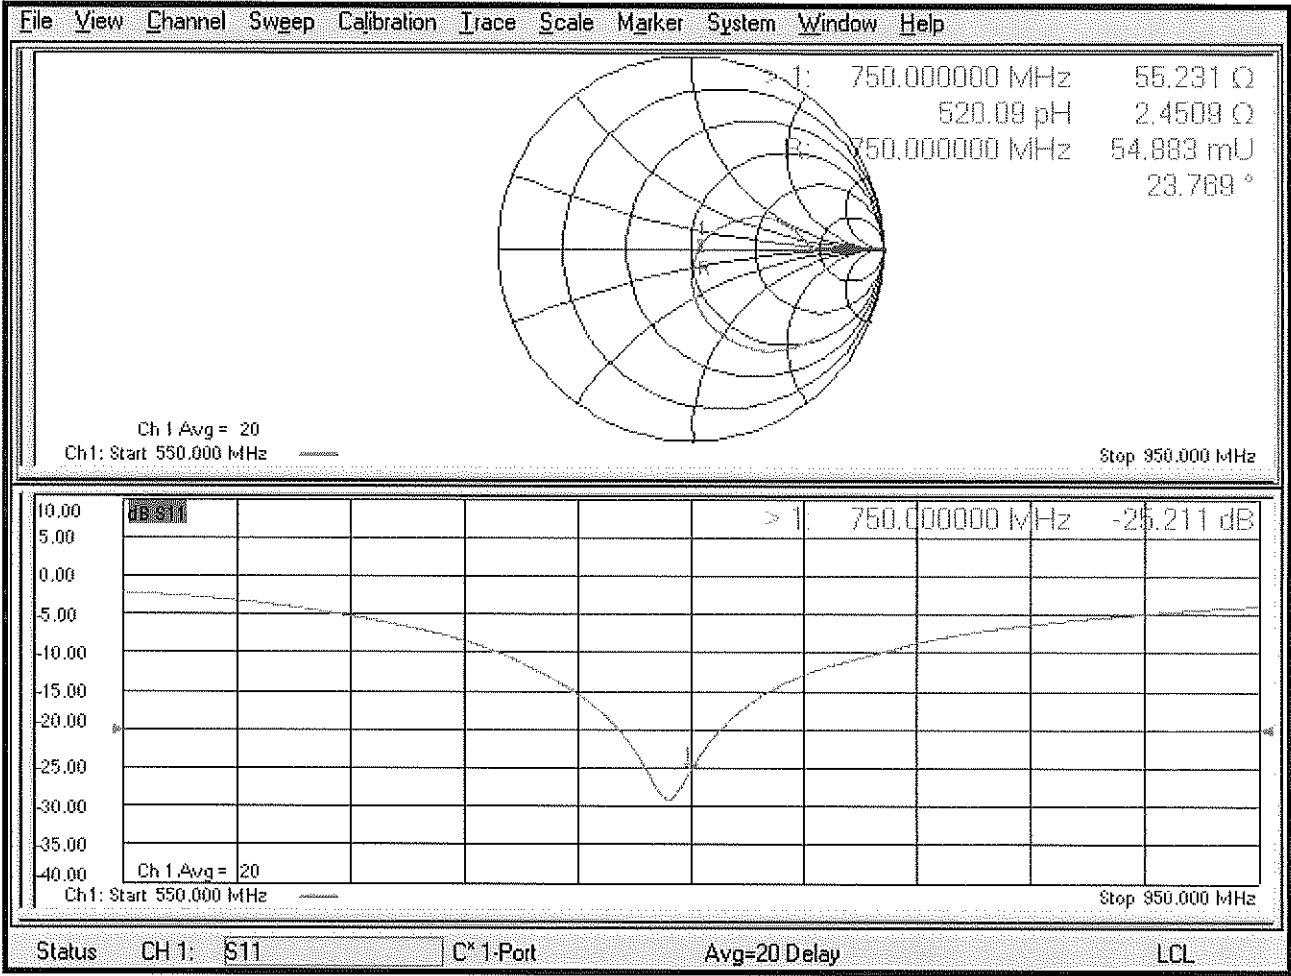 File View Channel Sweep Calibration Trace Scale Marker System Window Help
> 1: 750.000000 MHz 55.231 Ω
520.09 pH 2.4509 Ω
R: 750.000000 MHz 54.883 mU
23.769 °
1
R
Ch 1 Avg = 20
Ch1: Start 550.000 MHz
Stop 950.000 MHz
10.00
dB S11
> 1: 750.000000 MHz -25.211 dB
5.00
0.00
-5.00
-10.00
-15.00
-20.00
-25.00
-30.00
-35.00
-40.00
1
Ch 1 Avg = 20
Ch1: Start 550.000 MHz
Stop 950.000 MHz
Status CH 1: S11 C* 1-Port Avg=20 Delay LCL